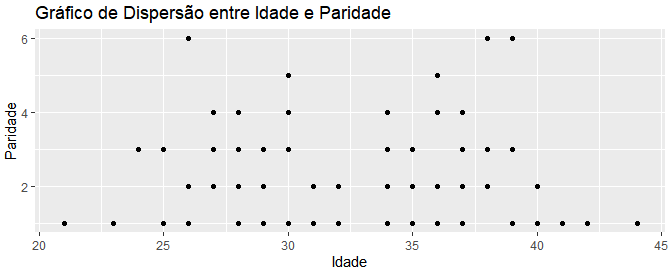 Gráfico de Dispersão entre Idade e Paridade
6
4
2
Paridade
20 25 30 35 40 45
Idade